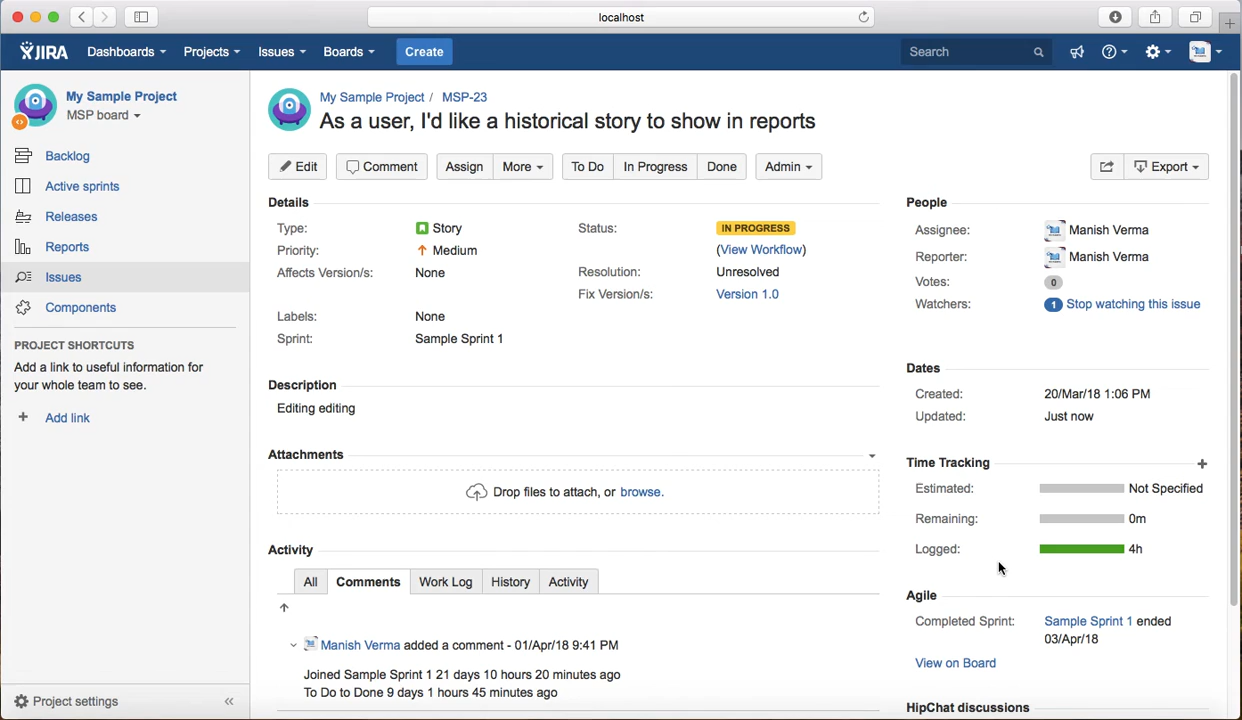 localhost
JIRA Dashboards Projects Issues Boards Create Search
My Sample Project
MSP board
Backlog
Active sprints
Releases
Reports
Issues
Components
PROJECT SHORTCUTS
Add a link to useful information for
your whole team to see.
+ Add link
Project settings «
My Sample Project / MSP-23
As a user, I'd like a historical story to show in reports
Edit Comment Assign More To Do In Progress Done Admin Export
Details
Type: Story
Priority: Medium
Affects Version/s: None
Labels: None
Sprint: Sample Sprint 1
Status: IN PROGRESS
(View Workflow)
Resolution: Unresolved
Fix Version/s: Version 1.0
Description
Editing editing
Attachments
Drop files to attach, or browse.
Activity
All Comments Work Log History Activity
Manish Verma added a comment - 01/Apr/18 9:41 PM
Joined Sample Sprint 1 21 days 10 hours 20 minutes ago
To Do to Done 9 days 1 hours 45 minutes ago
People
Assignee: Manish Verma
Reporter: Manish Verma
Votes: 0
Watchers: 1 Stop watching this issue
Dates
Created: 20/Mar/18 1:06 PM
Updated: Just now
Time Tracking +
Estimated: Not Specified
Remaining: 0m
Logged: 4h
Agile
Completed Sprint: Sample Sprint 1 ended
03/Apr/18
View on Board
HipChat discussions